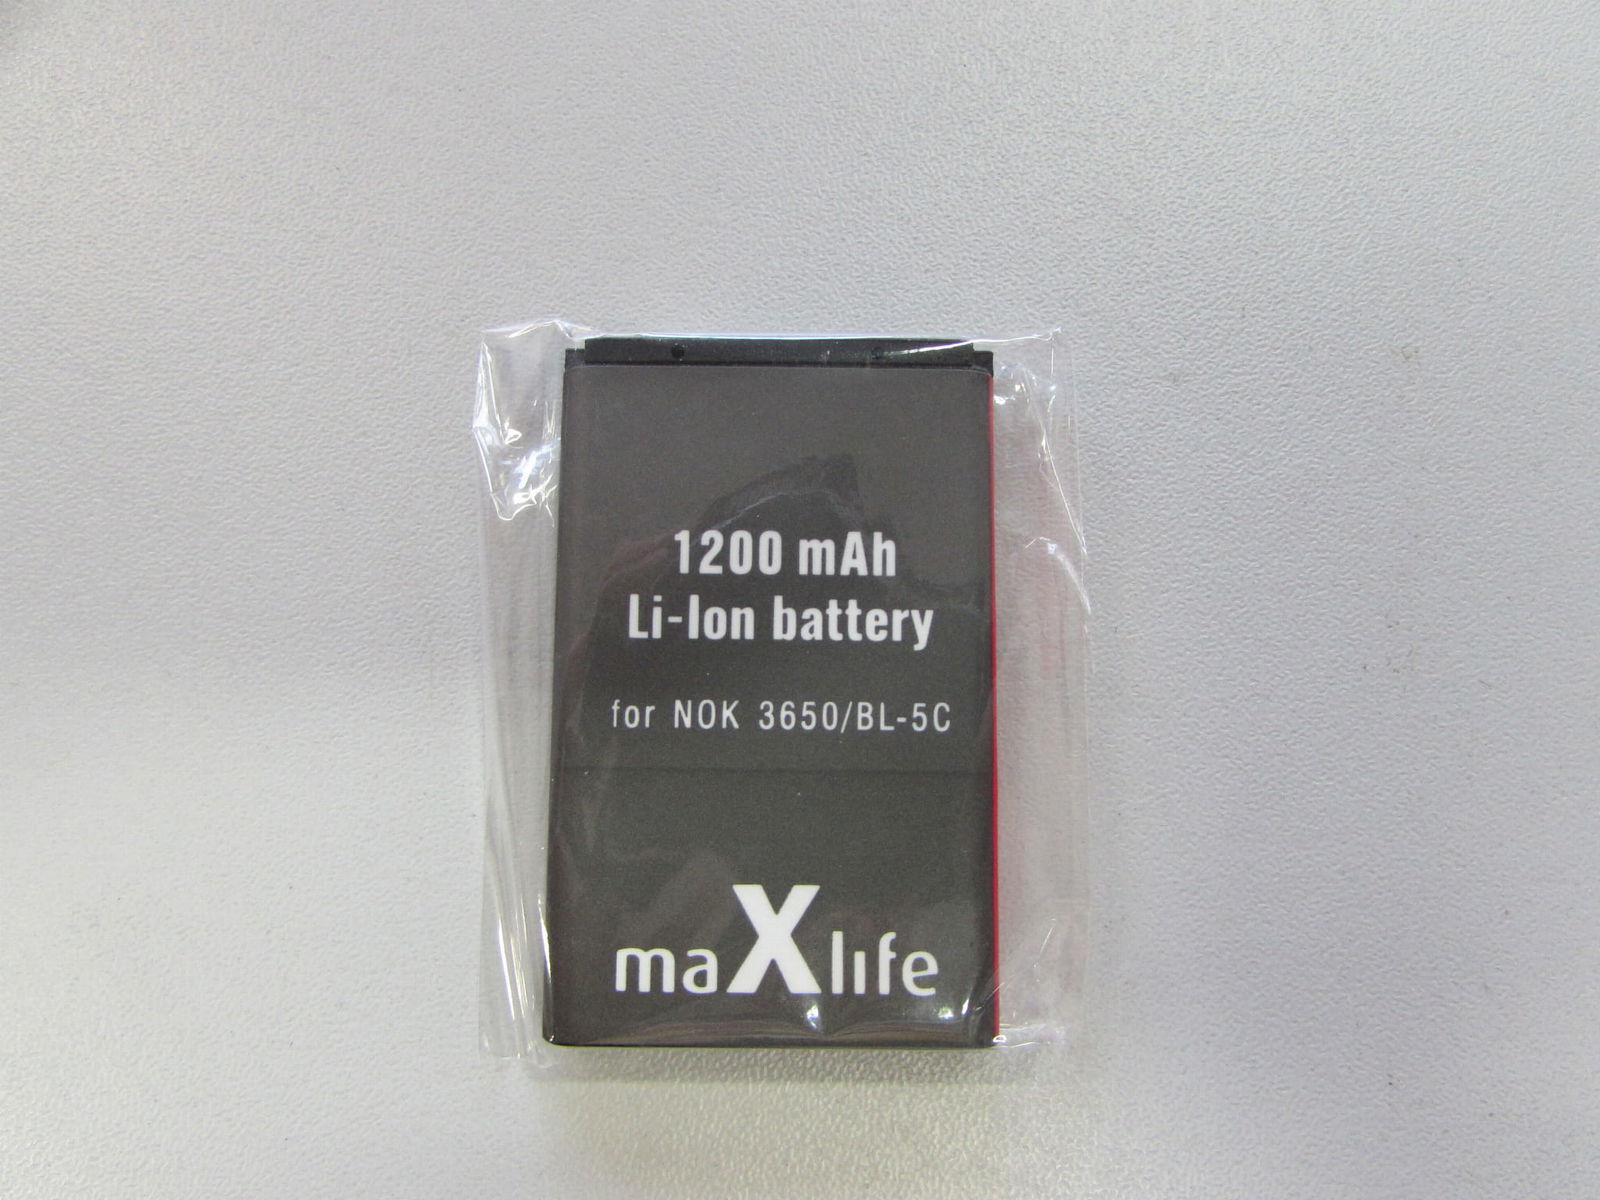 1200 mAh
Li-Ion battery
for NOK 3650/BL-5C
maXlife